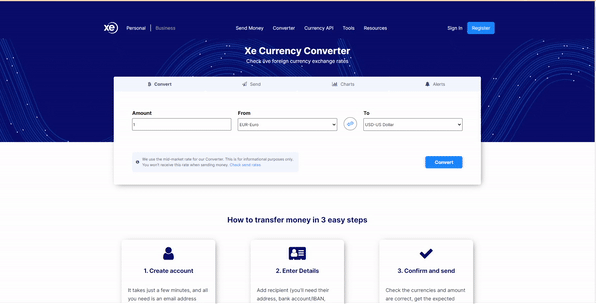 xe Personal Business Send Money Converter Currency API Tools Resources Sign In Register
Xe Currency Converter
Check live foreign currency exchange rates
Convert Send Charts Alerts
Amount From To
1 EUR-Euro USD-US Dollar
We use the mid-market rate for our Converter. This is for informational purposes only.
You won't receive this rate when sending money. Check send rates
Convert
How to transfer money in 3 easy steps
1. Create account
It takes just a few minutes, and all
you need is an email address.
2. Enter Details
Add recipient (you'll need their
address, bank account/IBAN,
3. Confirm and send
Check the currencies and amount
are correct, get the expected